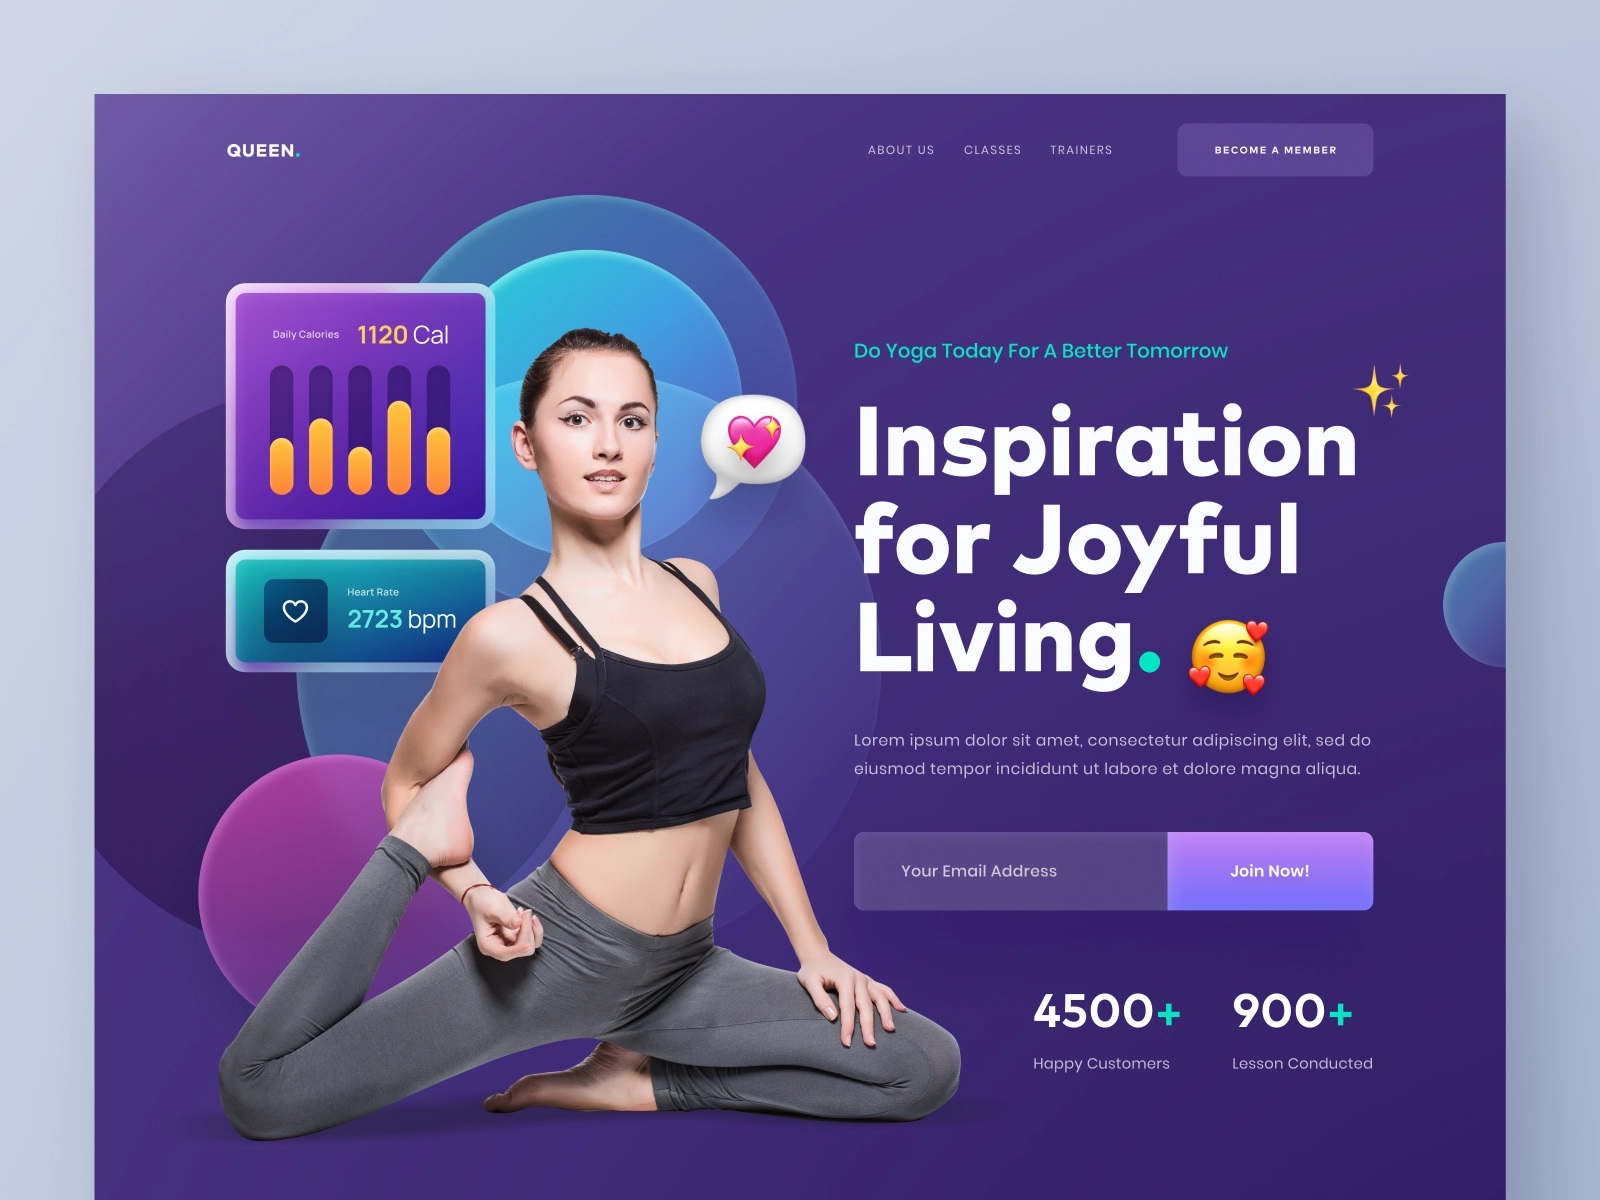 QUEEN.
ABOUT US CLASSES TRAINERS BECOME A MEMBER
Daily Calories 1120 Cal
Heart Rate
2723 bpm
Do Yoga Today For A Better Tomorrow
Inspiration
for Joyful
Living.
Lorem ipsum dolor sit amet, consectetur adipiscing elit, sed do
eiusmod tempor incididunt ut labore et dolore magna aliqua.
Your Email Address Join Now!
4500+ 900+
Happy Customers Lesson Conducted